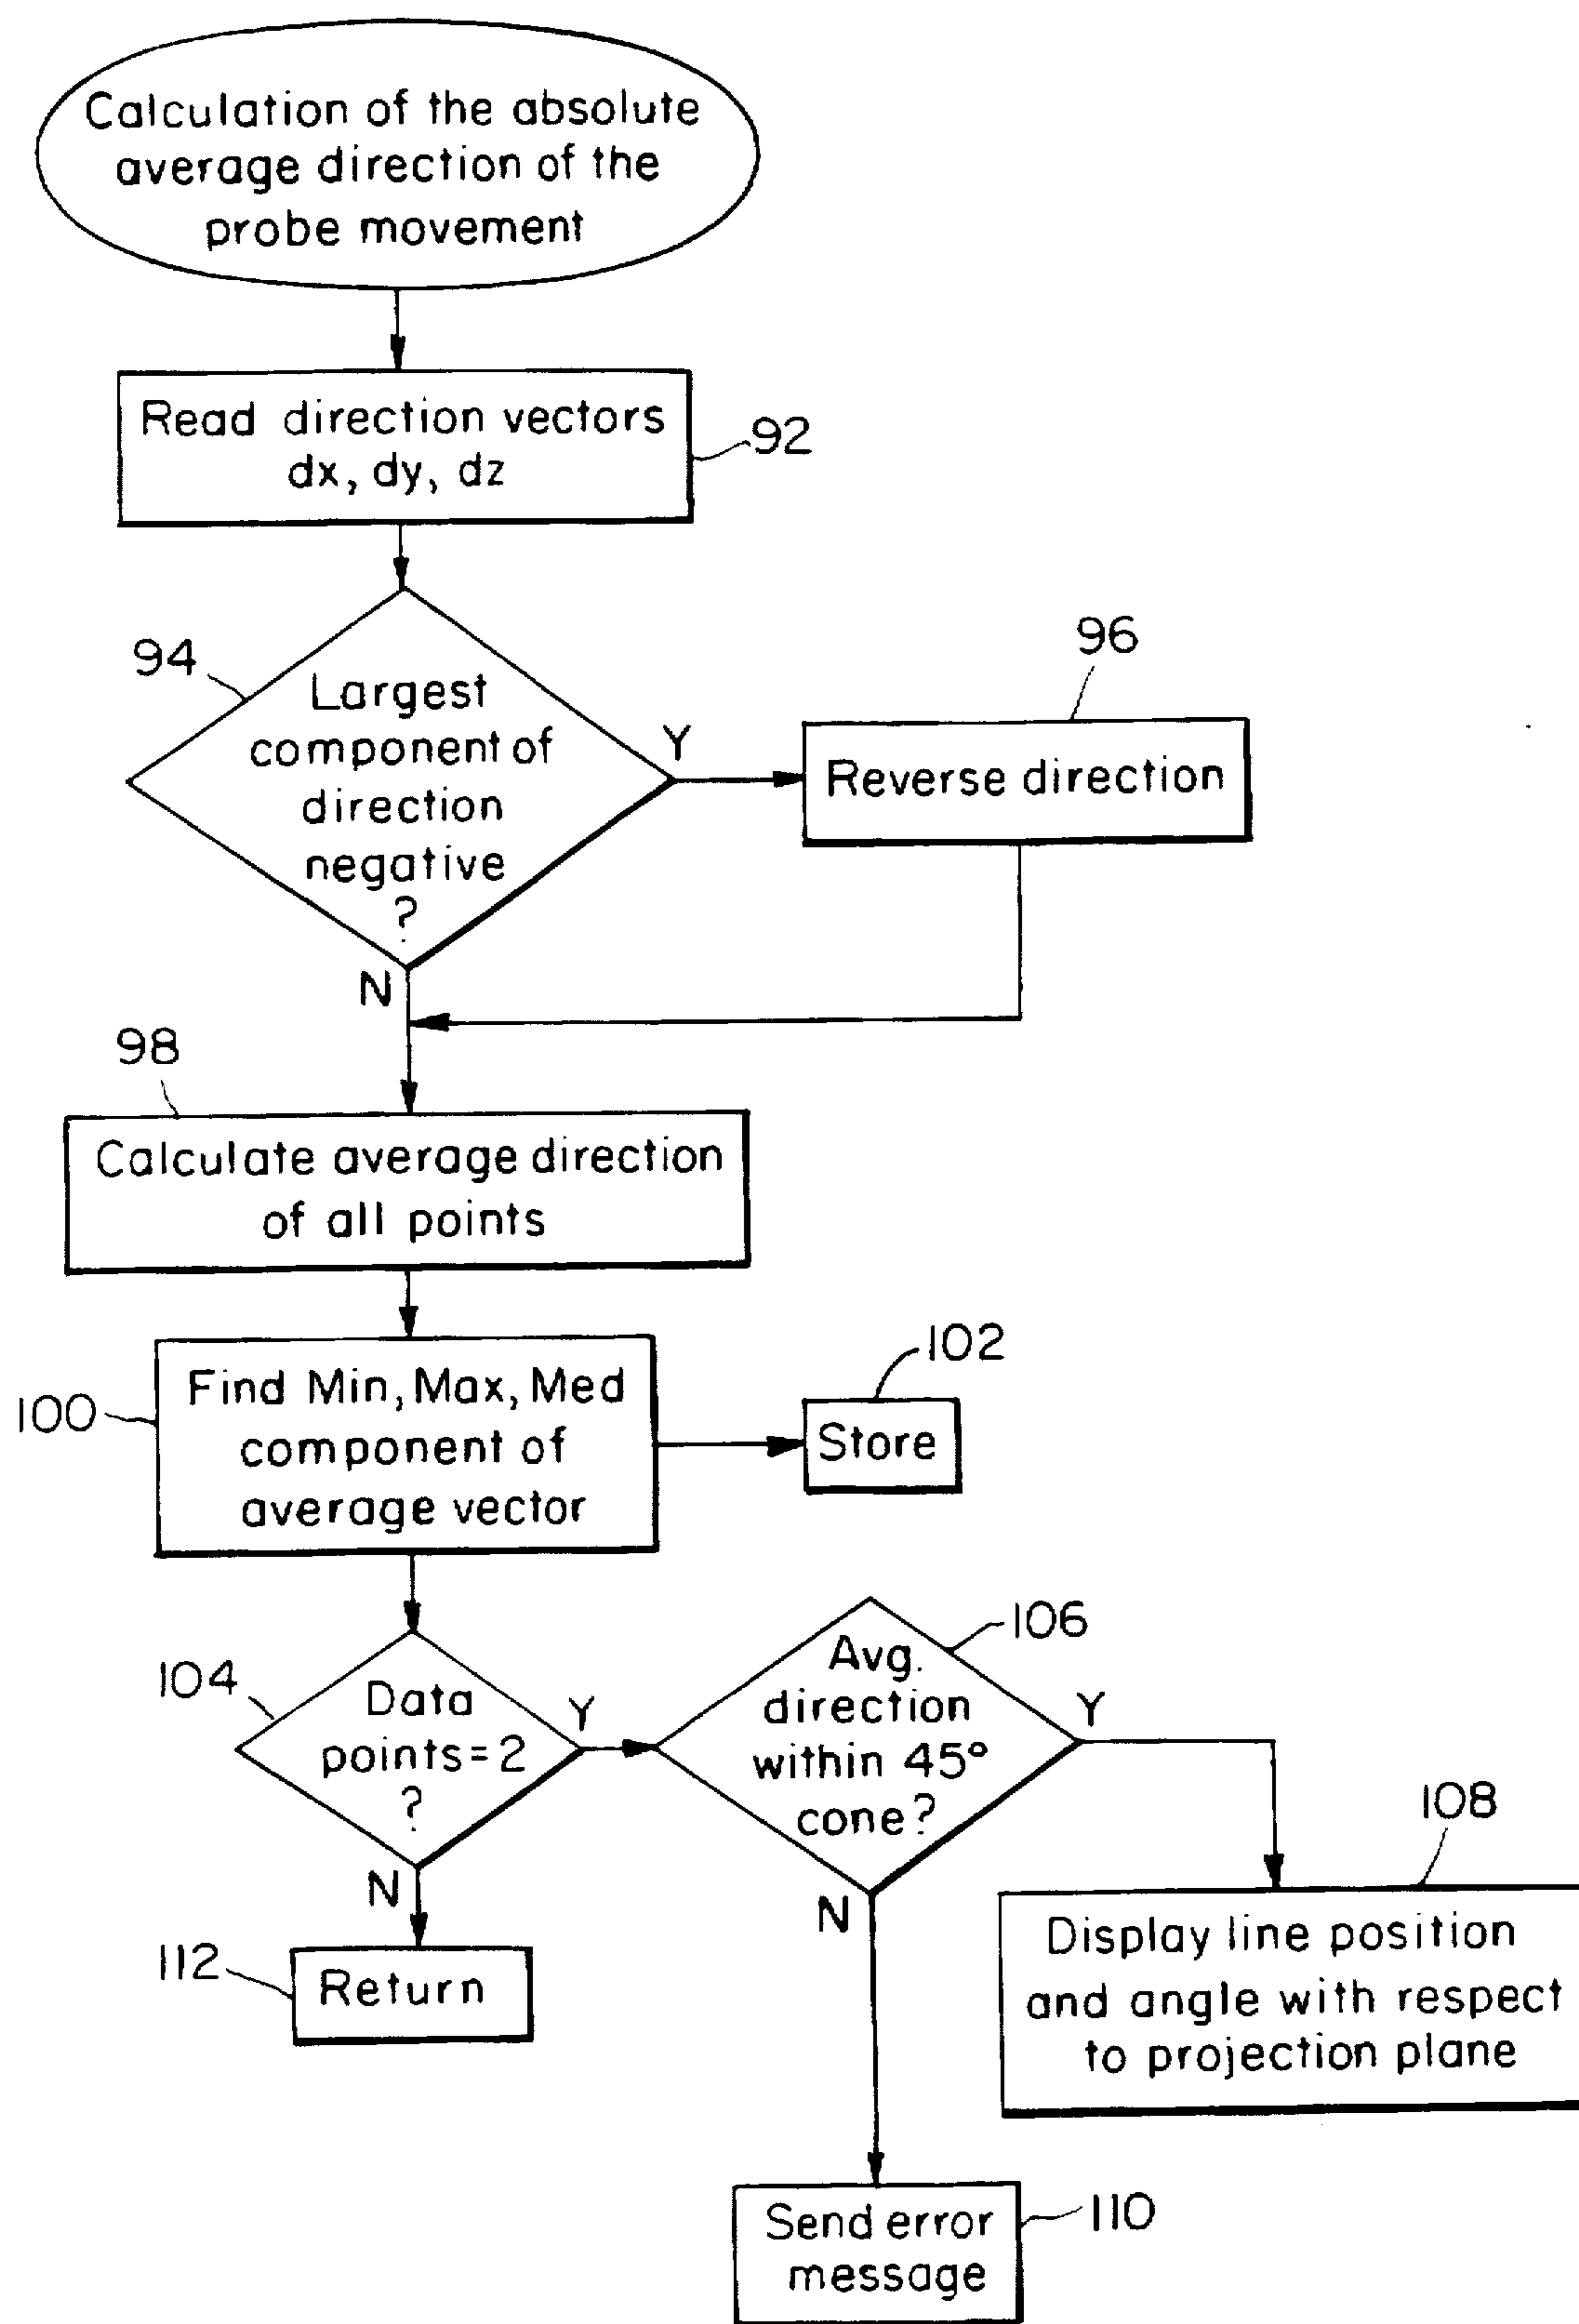 Calculation of the absolute
average direction of the
probe movement
Read direction vectors
dx, dy, dz
92
94
Largest
component of
direction
negative
?
Y
N
96
Reverse direction
98
Calculate average direction
of all points
100
Find Min, Max, Med
component of
average vector
102
Store
104
Data
points=2
?
Y
N
106
Avg.
direction
within 45°
cone?
Y
N
108
Display line position
and angle with respect
to projection plane
112
Return
110
Send error
message